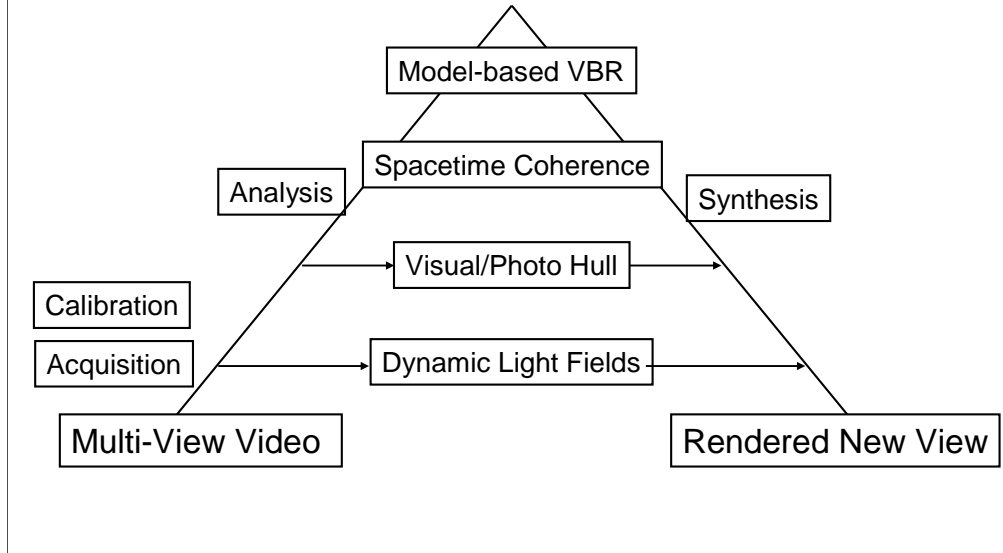 Model-based VBR
Spacetime Coherence
Analysis
Synthesis
Visual/Photo Hull
Calibration
Acquisition
Dynamic Light Fields
Multi-View Video
Rendered New View